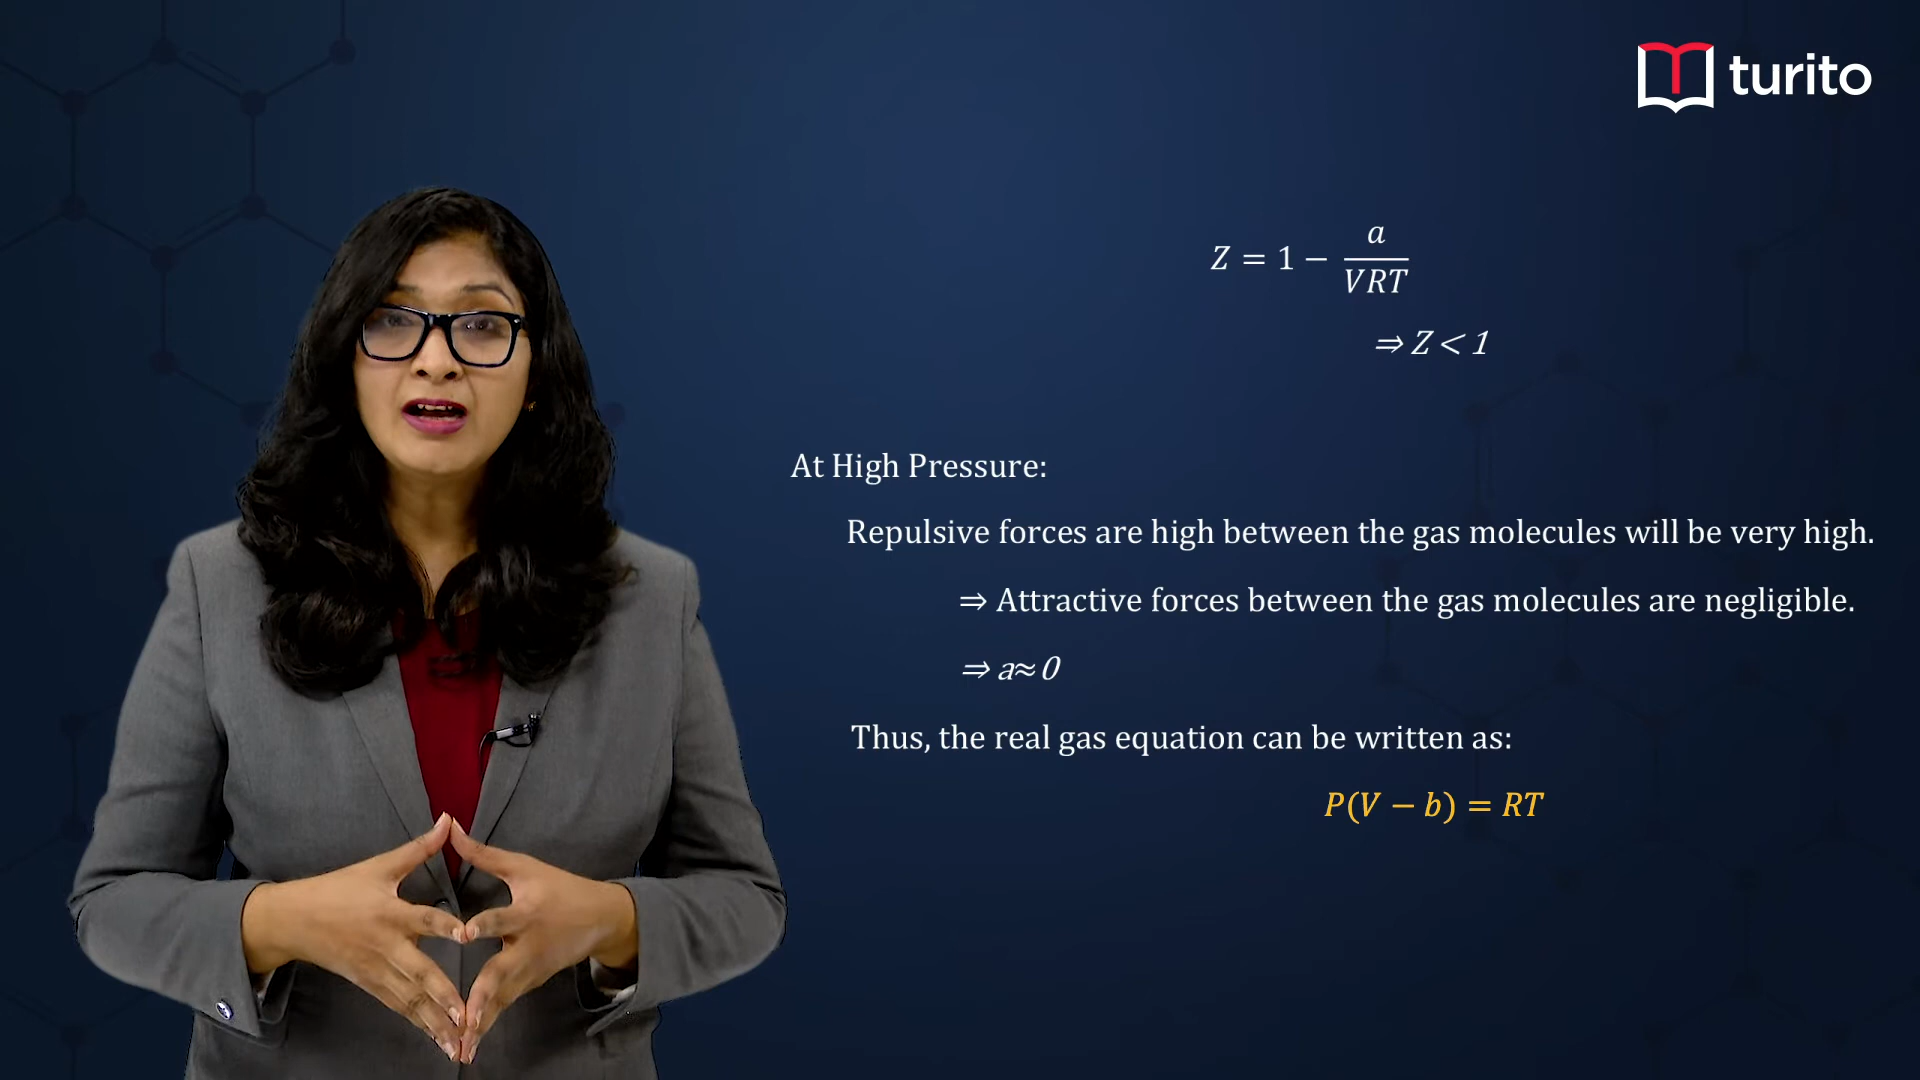 turito
Z = 1 − a/VRT
⇒ Z < 1
At High Pressure:
Repulsive forces are high between the gas molecules will be very high.
⇒ Attractive forces between the gas molecules are negligible.
⇒ a≈ 0
Thus, the real gas equation can be written as:
P(V − b) = RT